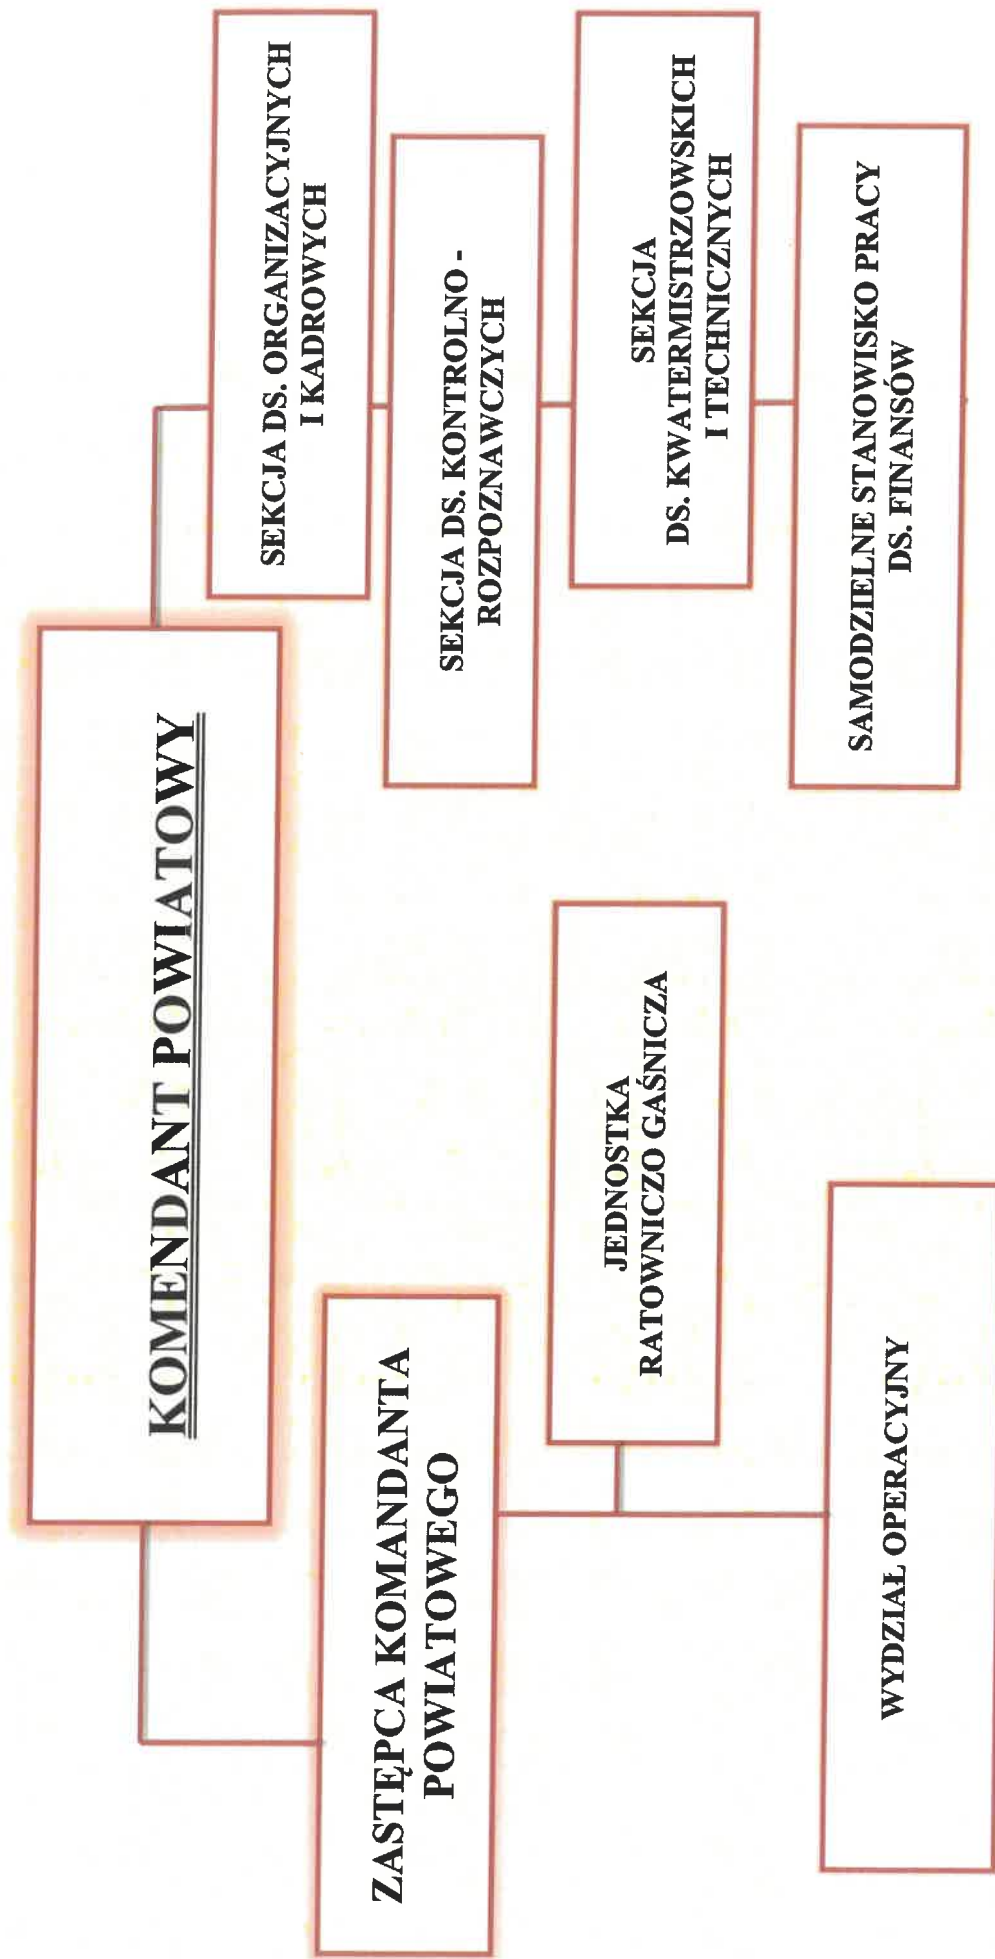 KOMENDANT POWIATOWY
ZASTĘPCA KOMANDANTA
POWIATOWEGO
JEDNOSTKA
RATOWNICZO GAŚNICZA
WYDZIAŁ OPERACYJNY
SEKCJA DS. ORGANIZACYJNYCH
I KADROWYCH
SEKCJA DS. KONTROLNO -
ROZPOZNAWCZYCH
SEKCJA
DS. KWATERMISTRZOWSKICH
I TECHNICZNYCH
SAMODZIELNE STANOWISKO PRACY
DS. FINANSÓW